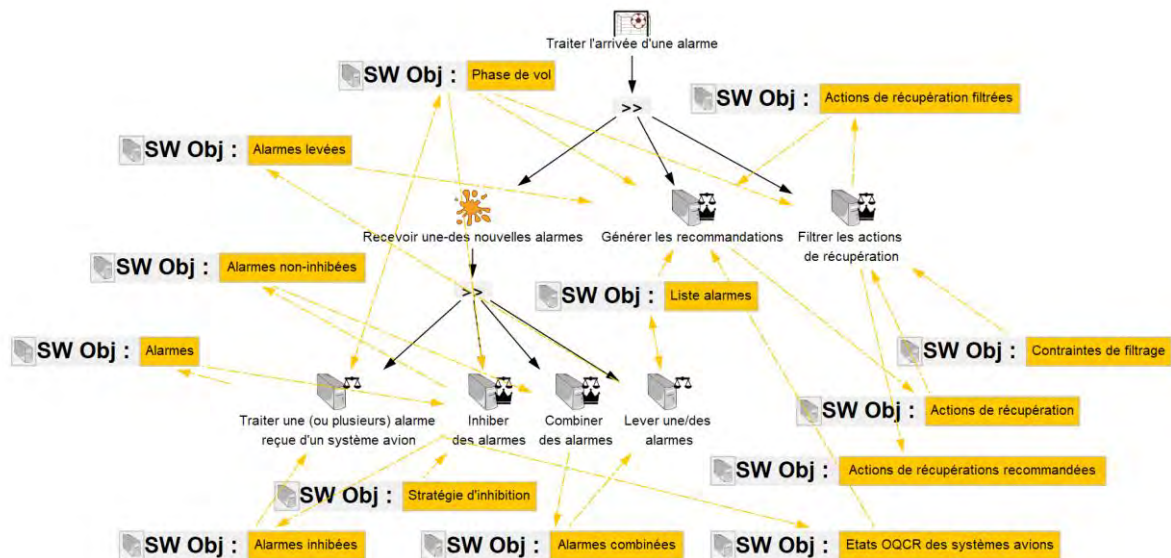 Traiter l'arrivée d'une alarme
SW Obj : Phase de vol
>>
SW Obj : Actions de récupération filtrées
SW Obj : Alarmes levées
Recevoir une-des nouvelles alarmes
Générer les recommandations
Filtrer les actions
de récupération
SW Obj : Alarmes non-inhibées
>>
SW Obj : Liste alarmes
SW Obj : Alarmes
SW Obj : Contraintes de filtrage
Traiter une (ou plusieurs) alarme
reçue d'un système avion
Inhiber
des alarmes
Combiner
des alarmes
Lever une/des
alarmes
SW Obj : Actions de récupération
SW Obj : Actions de récupérations recommandées
SW Obj : Stratégie d'inhibition
SW Obj : Alarmes inhibées
SW Obj : Alarmes combinées
SW Obj : Etats OQCR des systèmes avions